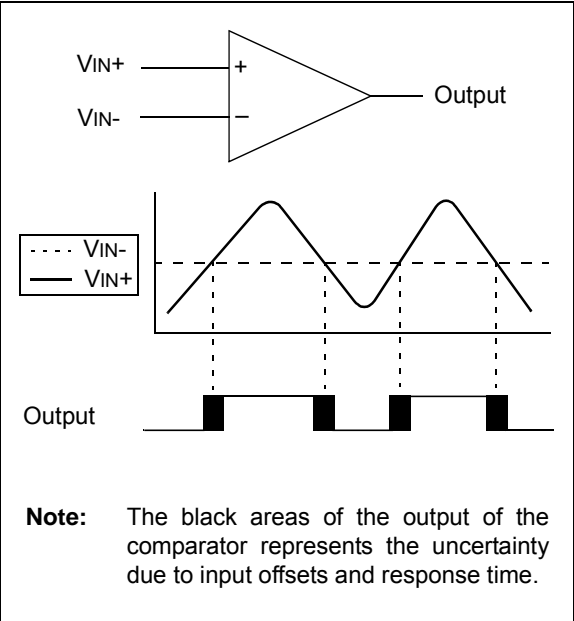 VIN+
+
Output
VIN-
–
VIN-
VIN+
Output
Note: The black areas of the output of the
comparator represents the uncertainty
due to input offsets and response time.